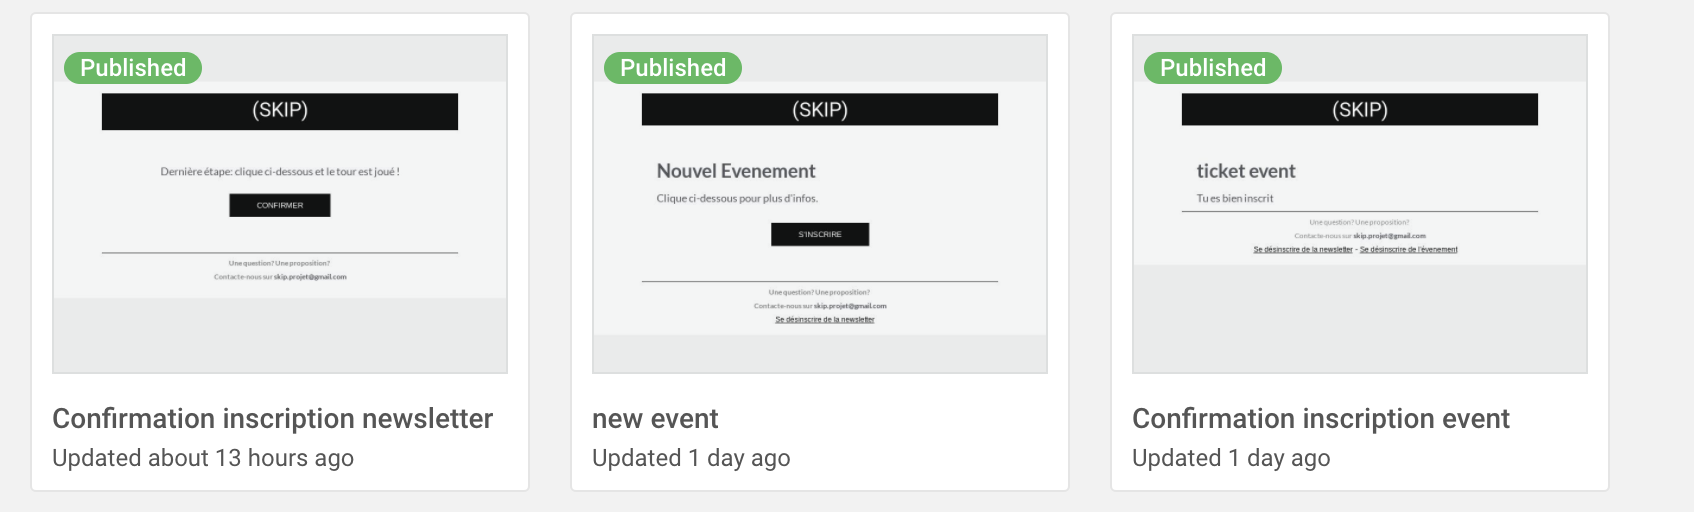 Published
(SKIP)
Dernière étape: clique ci-dessous et le tour est joué !
CONFIRMER
Une question? Une proposition?
Contacte-nous sur skip.projet@gmail.com
Confirmation inscription newsletter
Updated about 13 hours ago
Published
(SKIP)
Nouvel Evenement
Clique ci-dessous pour plus d'infos.
S'INSCRIRE
Une question? Une proposition?
Contacte-nous sur skip.projet@gmail.com
Se désinscrire de la newsletter
new event
Updated 1 day ago
Published
(SKIP)
ticket event
Tu es bien inscrit
Une question? Une proposition?
Contacte-nous sur skip.projet@gmail.com
Se désinscrire de la newsletter - Se désinscrire de l'évenement
Confirmation inscription event
Updated 1 day ago